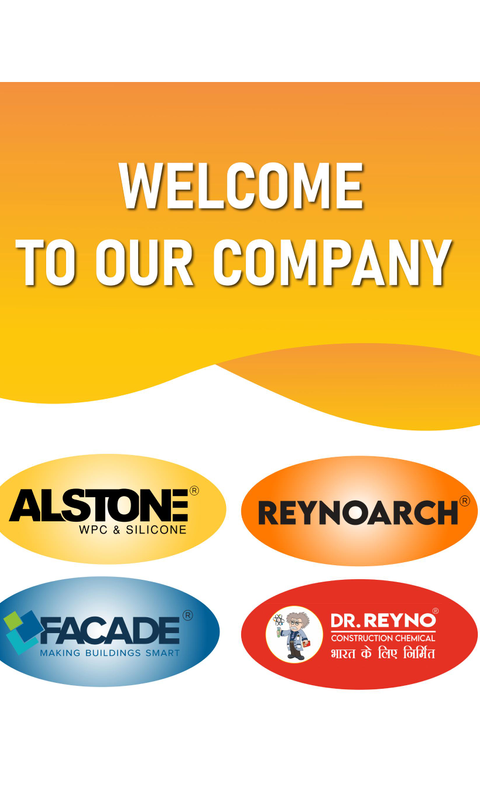 WELCOME
TO OUR COMPANY
ALSTONE®
WPC & SILICONE
REYNOARCH®
FACADE®
MAKING BUILDINGS SMART
DR. REYNO®
CONSTRUCTION CHEMICAL
भारत के लिए निर्मित